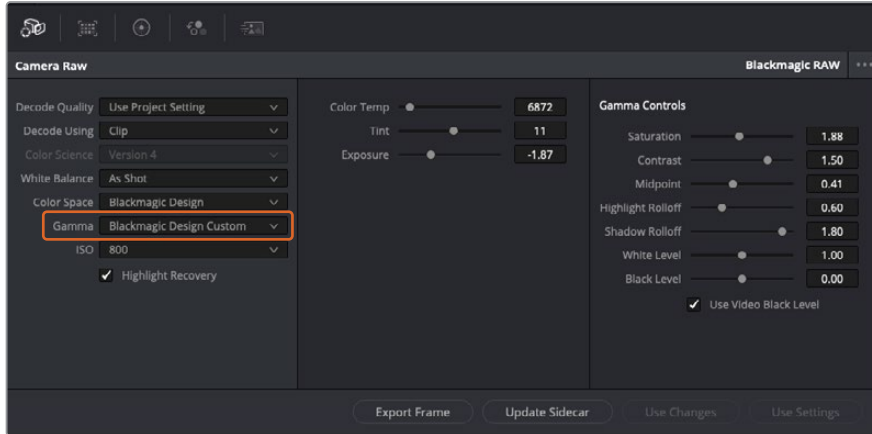 Camera Raw
Blackmagic RAW
Decode Quality Use Project Setting
Decode Using Clip
Color Science Version 4
White Balance As Shot
Color Space Blackmagic Design
Gamma Blackmagic Design Custom
ISO 800
Highlight Recovery
Color Temp 6872
Tint 11
Exposure -1.87
Gamma Controls
Saturation 1.88
Contrast 1.50
Midpoint 0.41
Highlight Rolloff 0.60
Shadow Rolloff 1.80
White Level 1.00
Black Level 0.00
Use Video Black Level
Export Frame
Update Sidecar
Use Changes
Use Settings